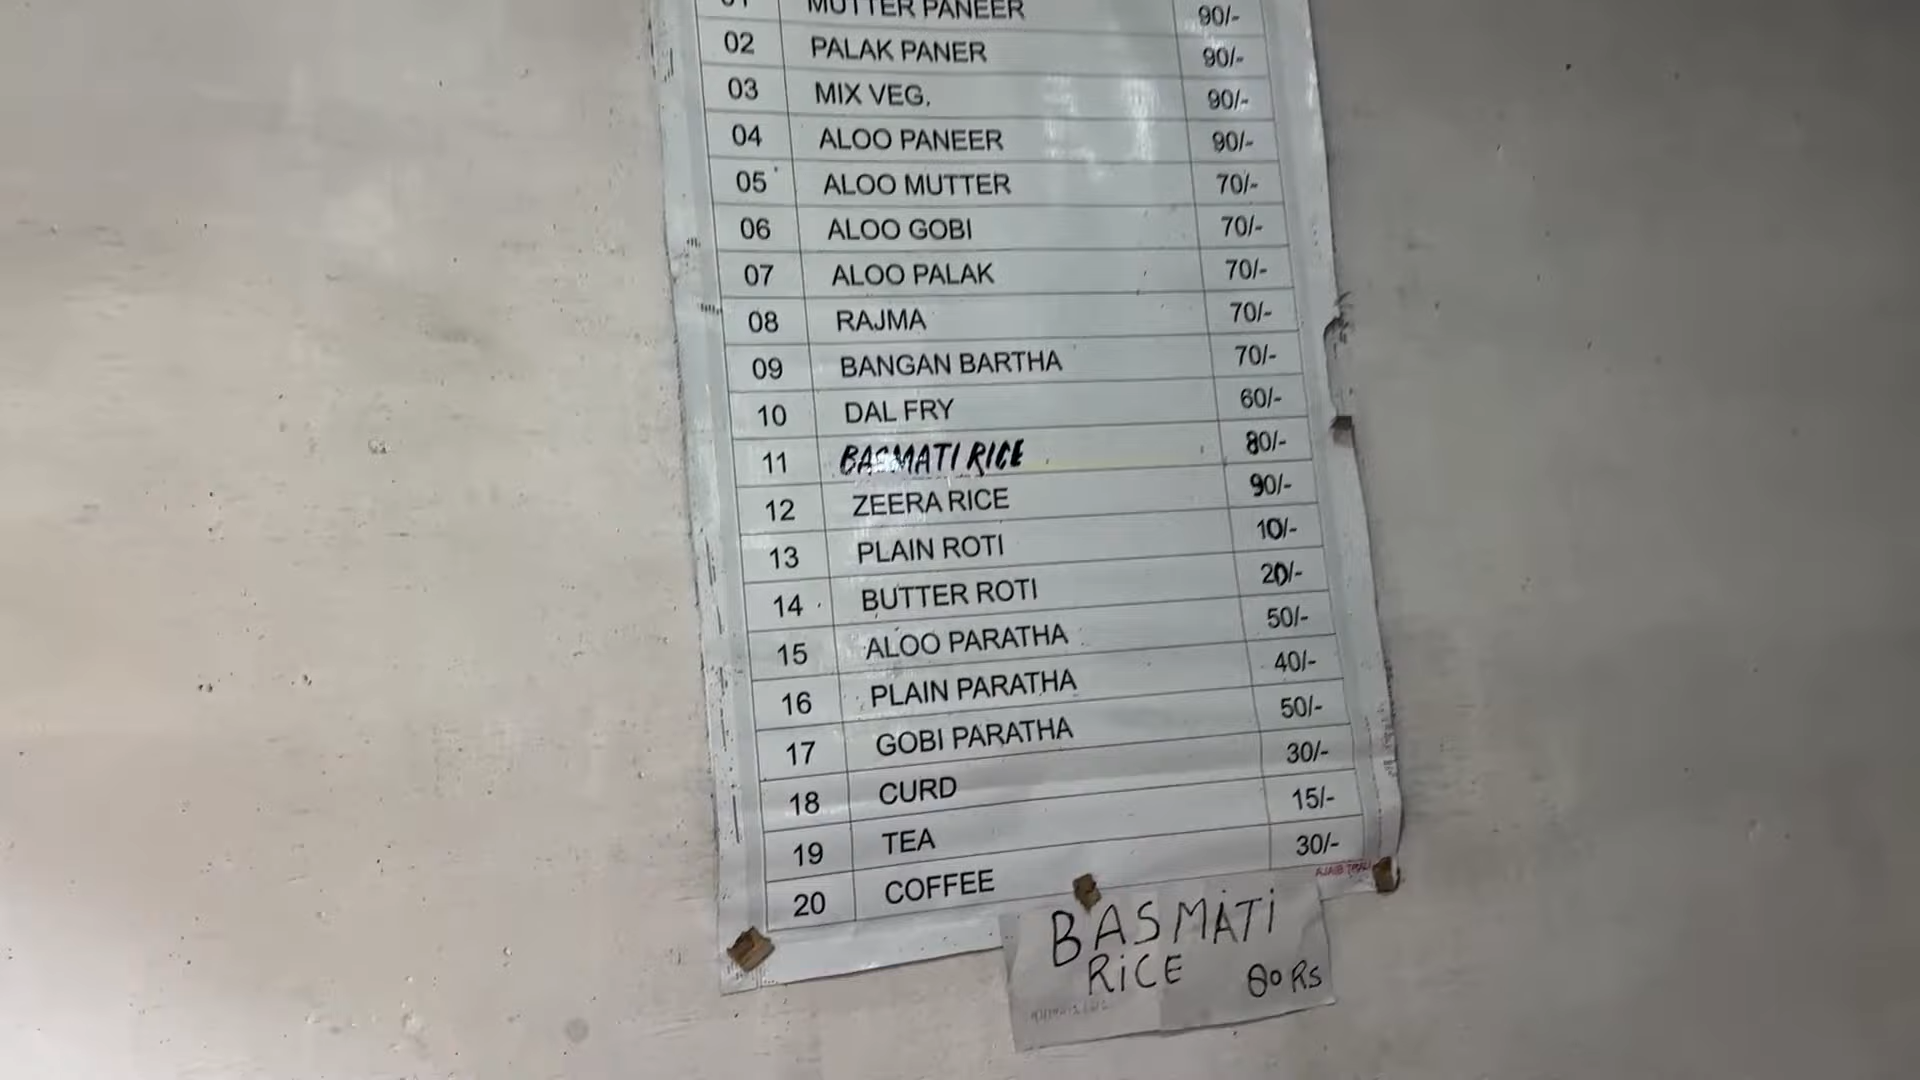 01 MUTTER PANEER 90/-
02 PALAK PANER 90/-
03 MIX VEG. 90/-
04 ALOO PANEER 90/-
05 ALOO MUTTER 70/-
06 ALOO GOBI 70/-
07 ALOO PALAK 70/-
08 RAJMA 70/-
09 BANGAN BARTHA 70/-
10 DAL FRY 60/-
11 BASMATI RICE 80/-
12 ZEERA RICE 90/-
13 PLAIN ROTI 10/-
14 BUTTER ROTI 20/-
15 ALOO PARATHA 50/-
16 PLAIN PARATHA 40/-
17 GOBI PARATHA 50/-
18 CURD 30/-
19 TEA 15/-
20 COFFEE 30/-
BASMATI
RICE 80 RS